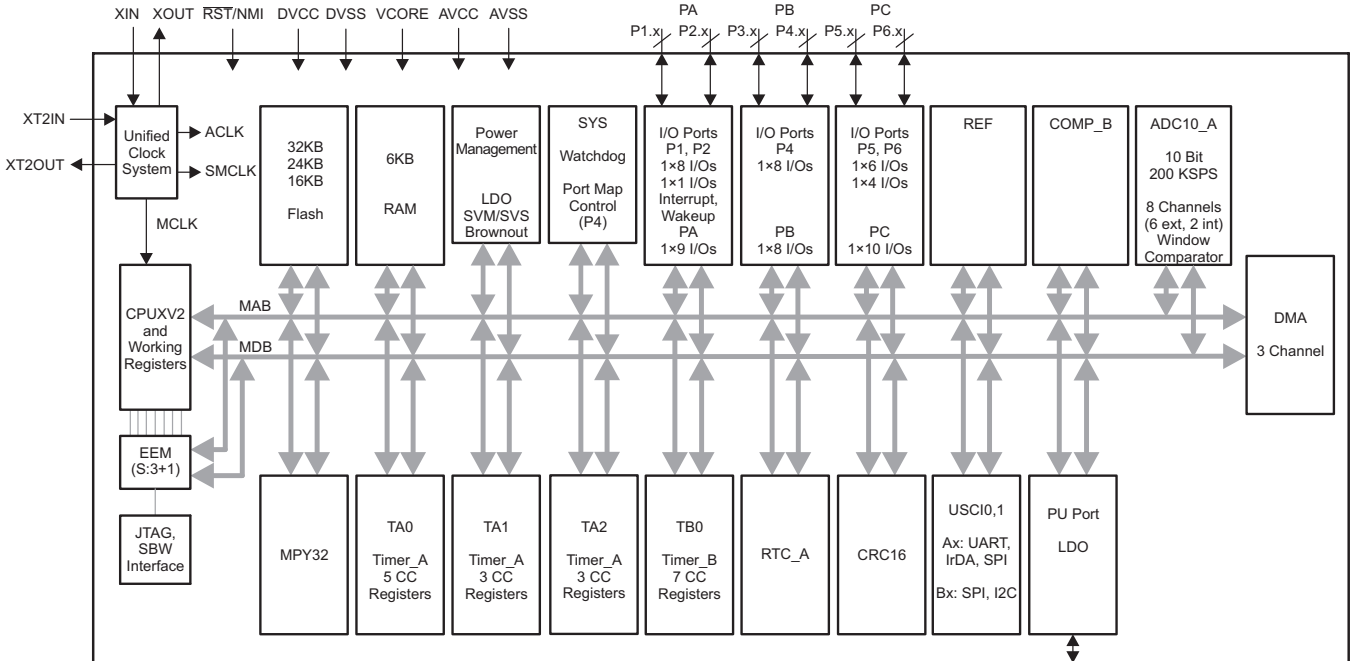 XIN XOUT RST/NMI DVCC DVSS VCORE AVCC AVSS
PA PB PC
P1.x P2.x P3.x P4.x P5.x P6.x
XT2IN
XT2OUT
Unified
Clock
System
ACLK
SMCLK
MCLK
32KB
24KB
16KB
Flash
6KB
RAM
Power
Management
LDO
SVM/SVS
Brownout
SYS
Watchdog
Port Map
Control
(P4)
I/O Ports
P1, P2
1×8 I/Os
1×1 I/Os
Interrupt,
Wakeup
PA
1×9 I/Os
I/O Ports
P4
1×8 I/Os
PB
1×8 I/Os
I/O Ports
P5, P6
1×6 I/Os
1×4 I/Os
PC
1×10 I/Os
REF
COMP_B
ADC10_A
10 Bit
200 KSPS
8 Channels
(6 ext, 2 int)
Window
Comparator
CPUXV2
and
Working
Registers
MAB
MDB
DMA
3 Channel
EEM
(S:3+1)
JTAG,
SBW
Interface
MPY32
TA0
Timer_A
5 CC
Registers
TA1
Timer_A
3 CC
Registers
TA2
Timer_A
3 CC
Registers
TB0
Timer_B
7 CC
Registers
RTC_A
CRC16
USCI0,1
Ax: UART,
IrDA, SPI
Bx: SPI, I2C
PU Port
LDO